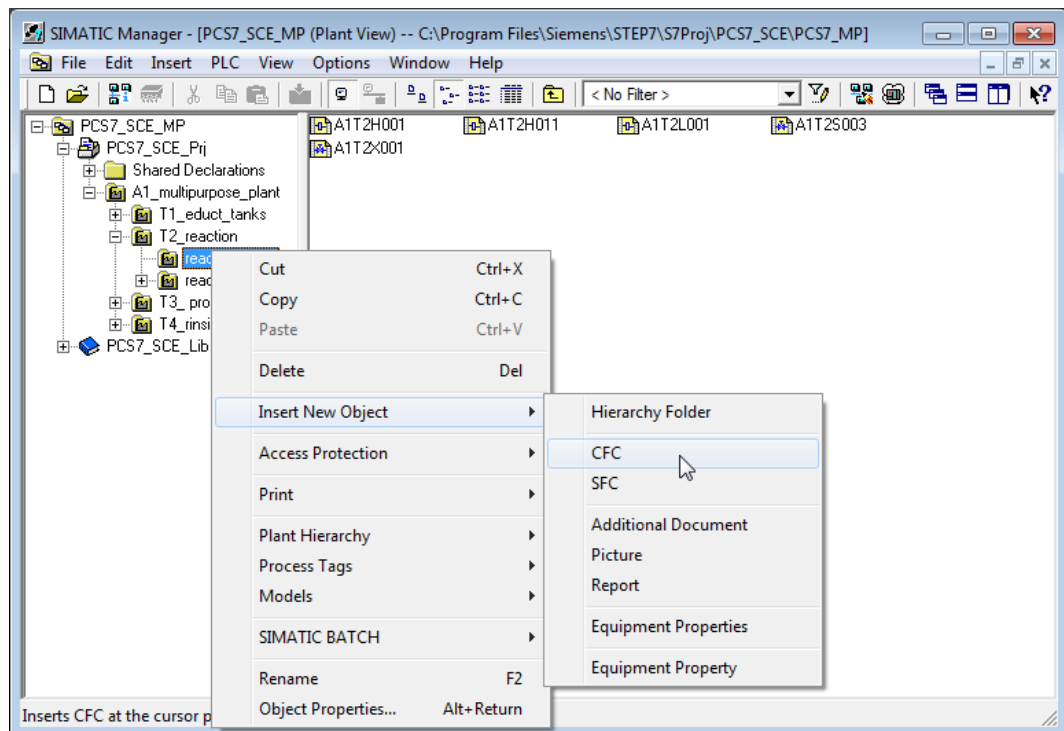 SIMATIC Manager - [PCS7_SCE_MP (Plant View) -- C:\Program Files\Siemens\STEP7\S7Proj\PCS7_SCE\PCS7_MP]
File Edit Insert PLC View Options Window Help
< No Filter >
PCS7_SCE_MP
PCS7_SCE_Prj
Shared Declarations
A1_multipurpose_plant
T1_educt_tanks
T2_reaction
reac
reac
T3_ pro
T4_rinsi
PCS7_SCE_Lib
A1T2H001 A1T2H011 A1T2L001 A1T2S003
A1T2X001
Cut Ctrl+X
Copy Ctrl+C
Paste Ctrl+V
Delete Del
Insert New Object
Access Protection
Print
Plant Hierarchy
Process Tags
Models
SIMATIC BATCH
Rename F2
Object Properties... Alt+Return
Hierarchy Folder
CFC
SFC
Additional Document
Picture
Report
Equipment Properties
Equipment Property
Inserts CFC at the cursor p